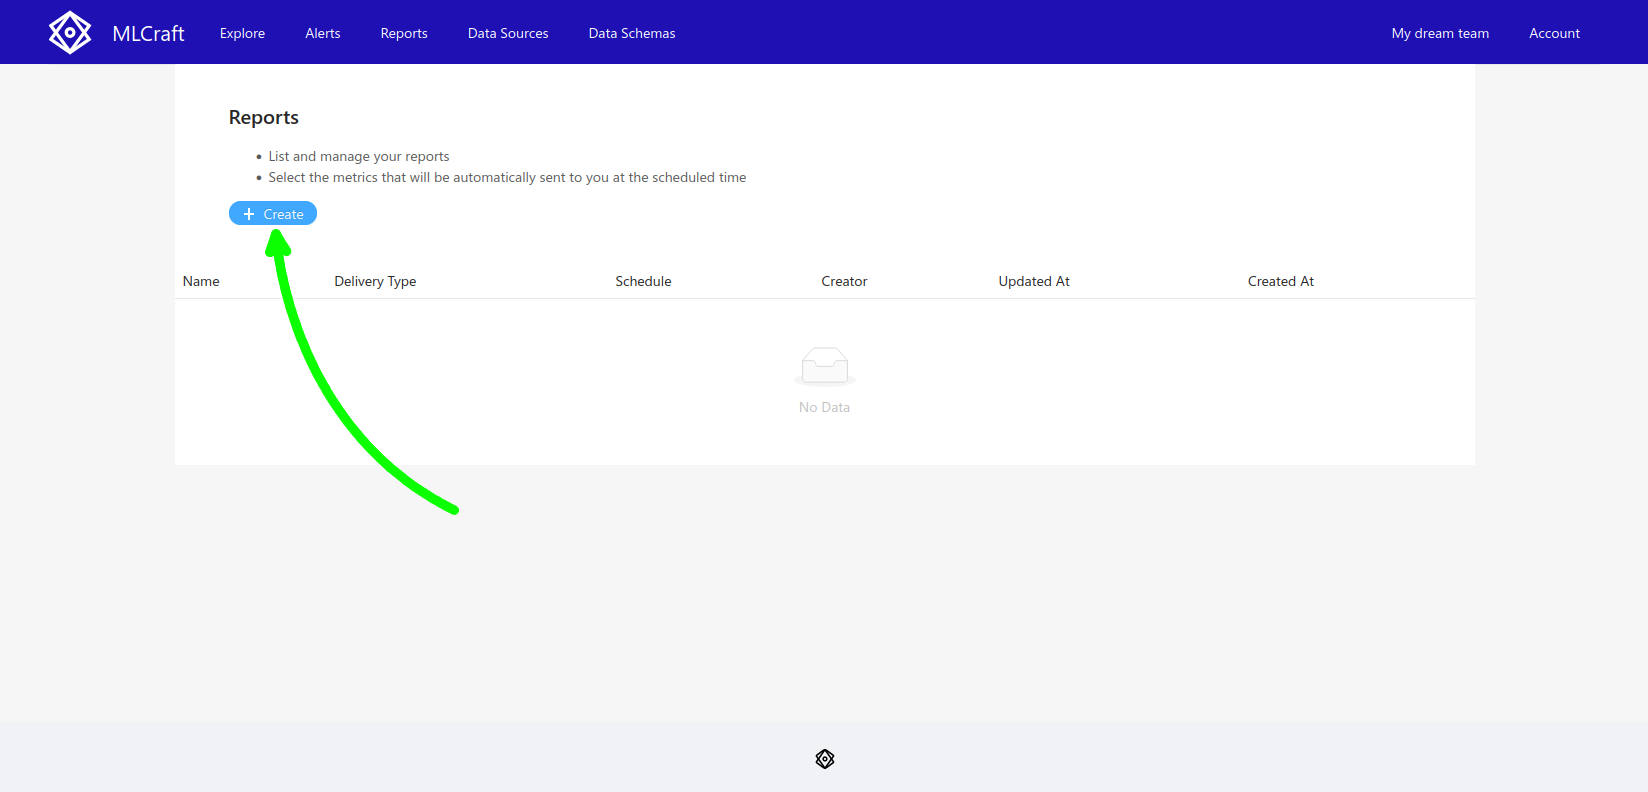 MLCraft Explore Alerts Reports Data Sources Data Schemas My dream team Account
Reports
List and manage your reports
Select the metrics that will be automatically sent to you at the scheduled time
+ Create
Name Delivery Type Schedule Creator Updated At Created At
No Data